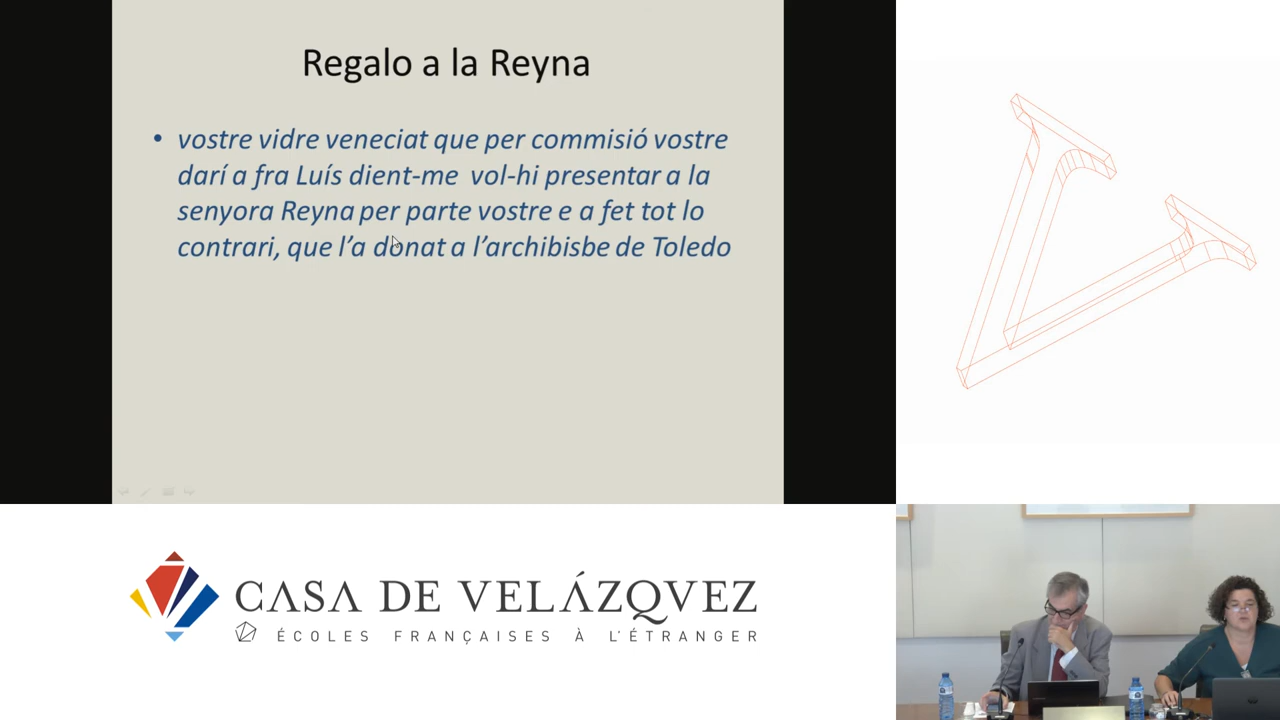 Regalo a la Reyna
• vostre vidre veneciat que per commisió vostre
darí a fra Luís dient-me vol-hi presentar a la
senyora Reyna per parte vostre e a fet tot lo
contrari, que l’a donat a l’archibisbe de Toledo
CASA DE VELÁZQVEZ
ÉCOLES FRANÇAISES À L'ÉTRANGER